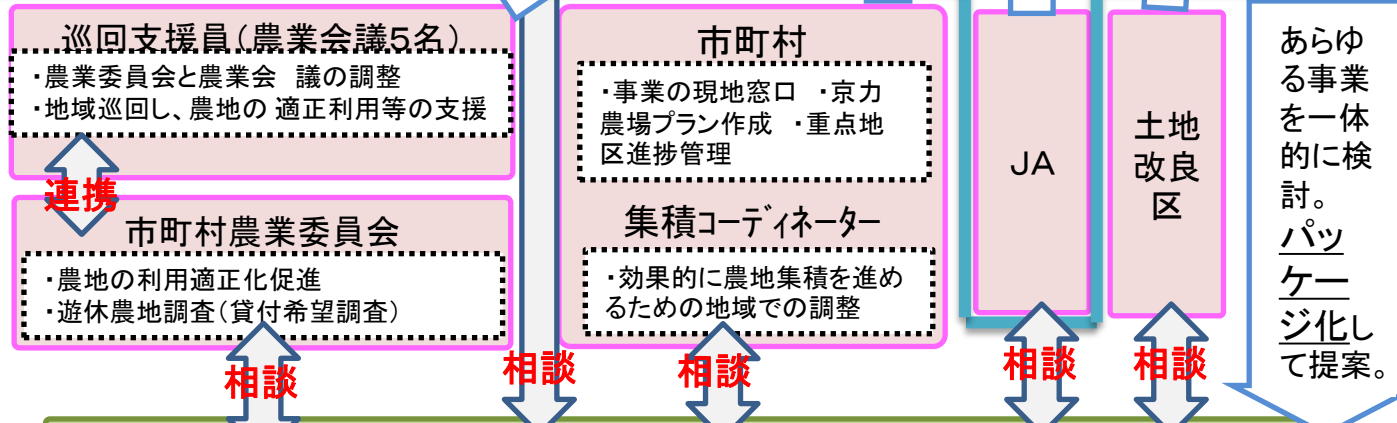 巡回支援員（農業会議５名）
・農業委員会と農業会　議の調整
・地域巡回し、農地の 適正利用等の支援
連携
市町村農業委員会
・農地の利用適正化促進
・遊休農地調査（貸付希望調査）
相談
相談
市町村
・事業の現地窓口　・京力
農場プラン作成　・重点地
区進捗管理
集積ｺｰﾃﾞｨﾈｰﾀｰ
・効果的に農地集積を進め
るための地域での調整
相談
ＪＡ
相談
土地
改良
区
相談
あらゆ
る事業
を一体
的に検
討。
パッ
ケー
ジ化し
て提案。